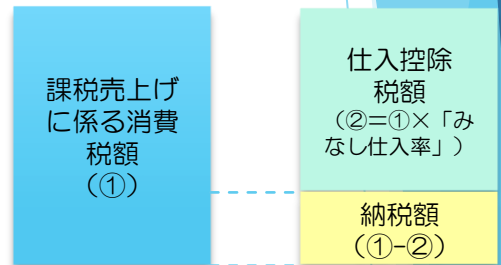 課税売上げ
に係る消費
税額
（①）
仕入控除
税額
（②＝①×「み
なし仕入率」）
納税額
（①-②）